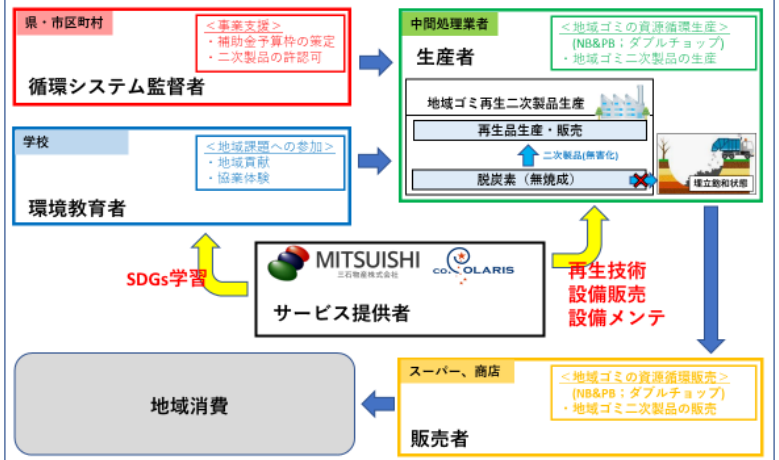 県・市区町村
＜事業支援＞
・補助金予算枠の策定
・二次製品の許認可
循環システム監督者
中間処理業者
＜地域ゴミの資源循環生産＞
(NB&PB；ダブルチョップ)
・地域ゴミ二次製品の生産
生産者
地域ゴミ再生二次製品生産
再生品生産・販売
二次製品(無害化)
脱炭素（無焼成）
埋立飽和状態
学校
＜地域課題への参加＞
・地域貢献
・協業体験
環境教育者
SDGs学習
MITSUISHI
三石物産株式会社
CO. OLARIS
サービス提供者
再生技術
設備販売
設備メンテ
地域消費
スーパー、商店
＜地域ゴミの資源循環販売＞
(NB&PB；ダブルチョップ)
・地域ゴミ二次製品の販売
販売者